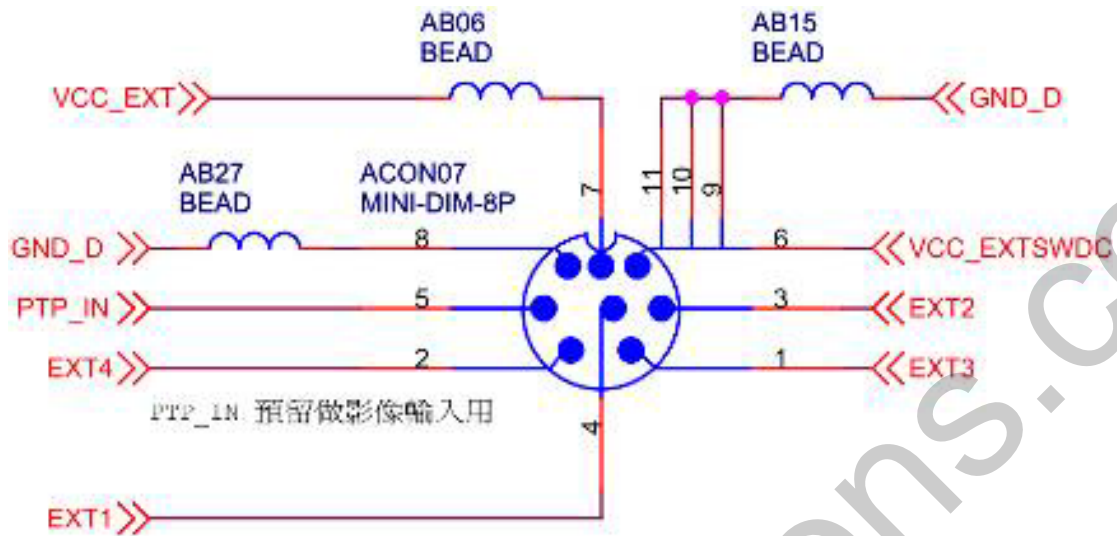 AB06
BEAD
AB15
BEAD
VCC_EXT
GND_D
AB27
BEAD
ACON07
MINI-DIM-8P
7
11
10
9
GND_D
8
6
VCC_EXTSWDC
PTP_IN
5
3
EXT2
EXT4
2
1
EXT3
PTP_IN 預留做影像輸入用
4
EXT1
ons.co